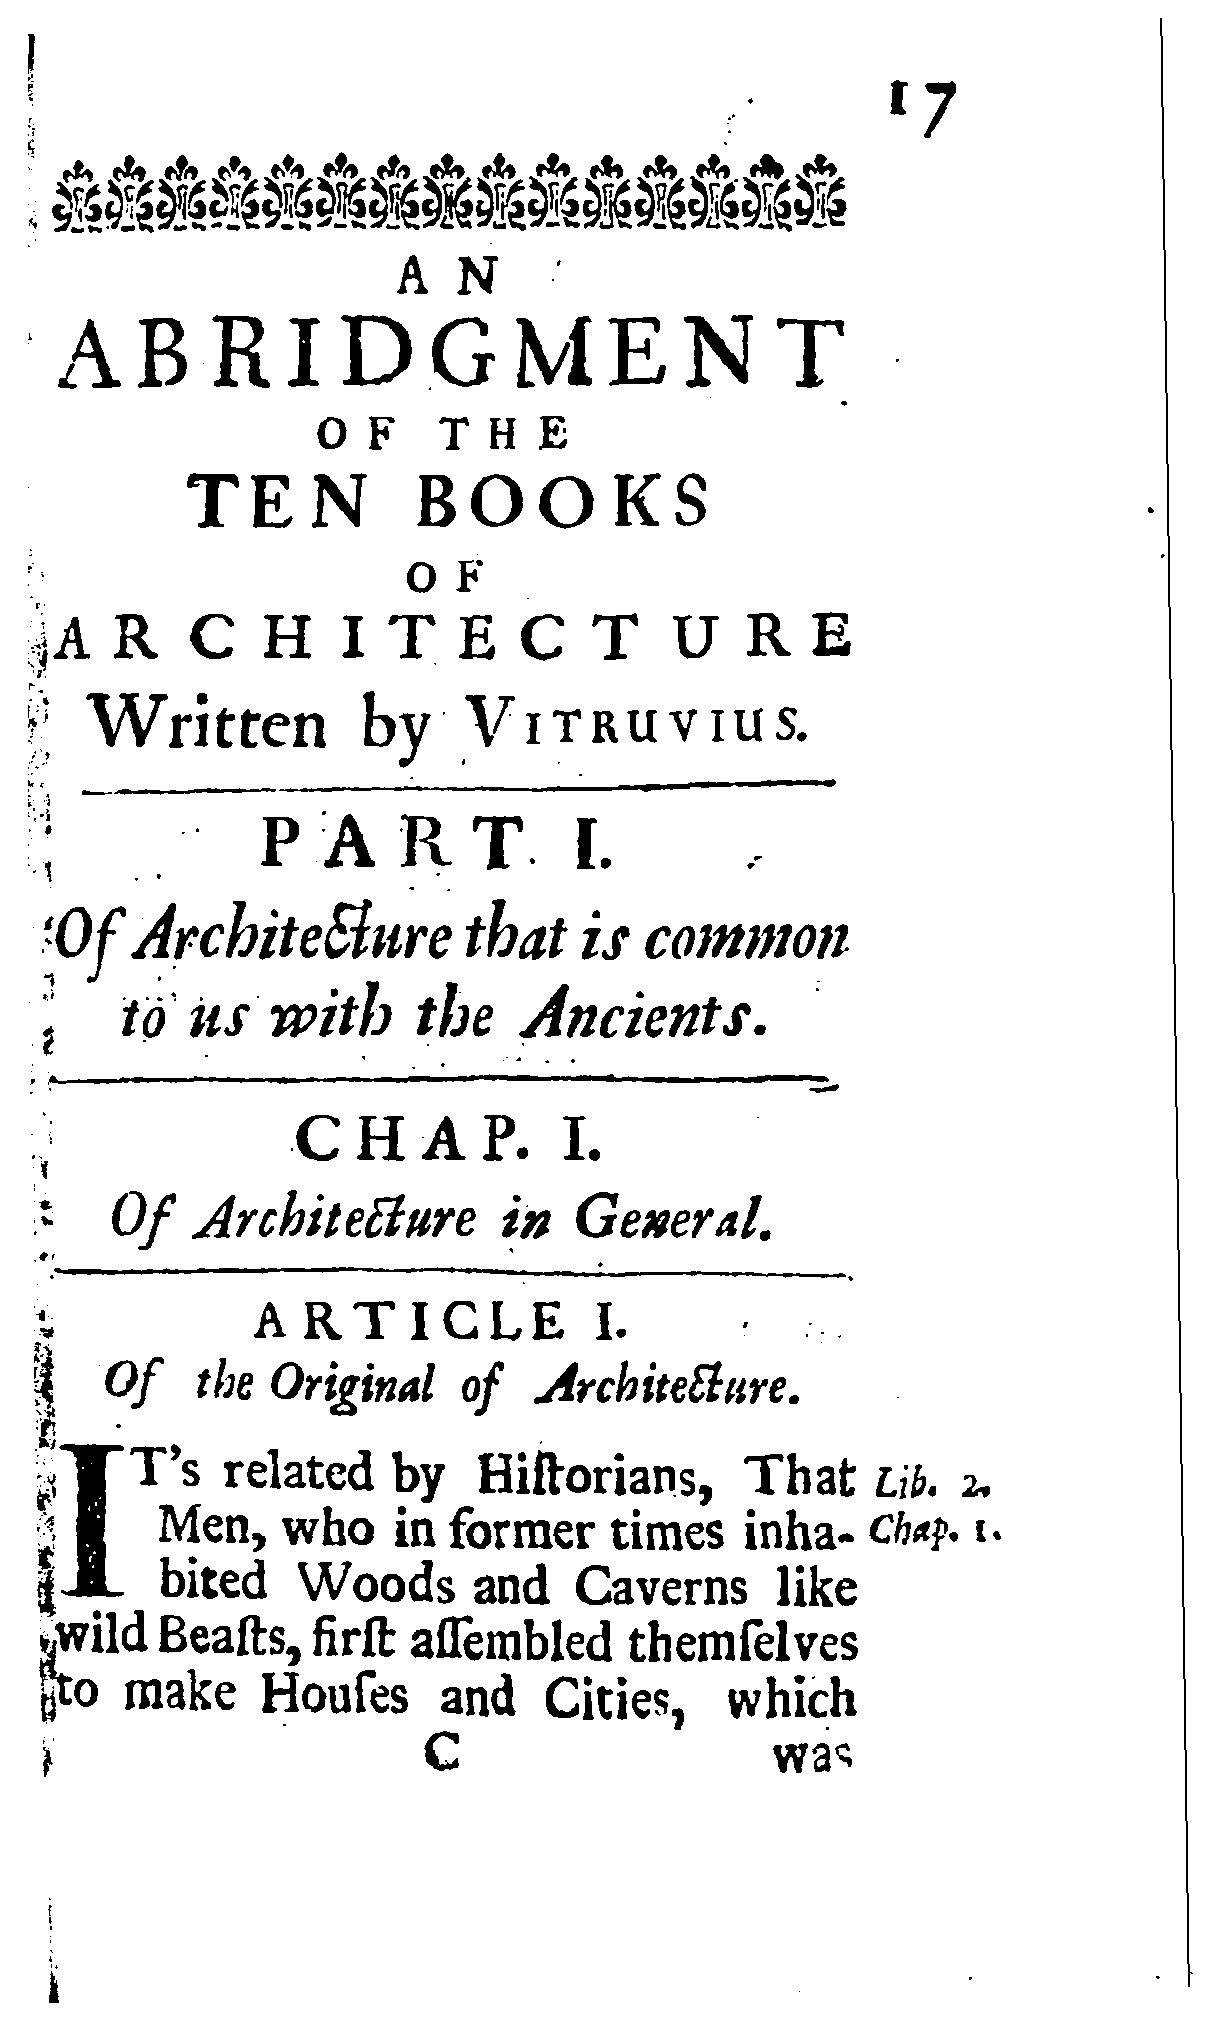 17
AN
ABRIDGMENT
OF THE
TEN BOOKS
OF
ARCHITECTURE
Written by VITRUVIUS.
PART I.
Of Architecture that is common
to us with the Ancients.
CHAP. I.
Of Architecture in General.
ARTICLE I.
Of the Original of Architecture.
IT's related by Hiſtorians, That Lib. 2.
Men, who in former times inha- Chap. 1.
bited Woods and Caverns like
wild Beaſts, firſt aſſembled themſelves
to make Houſes and Cities, which
C was